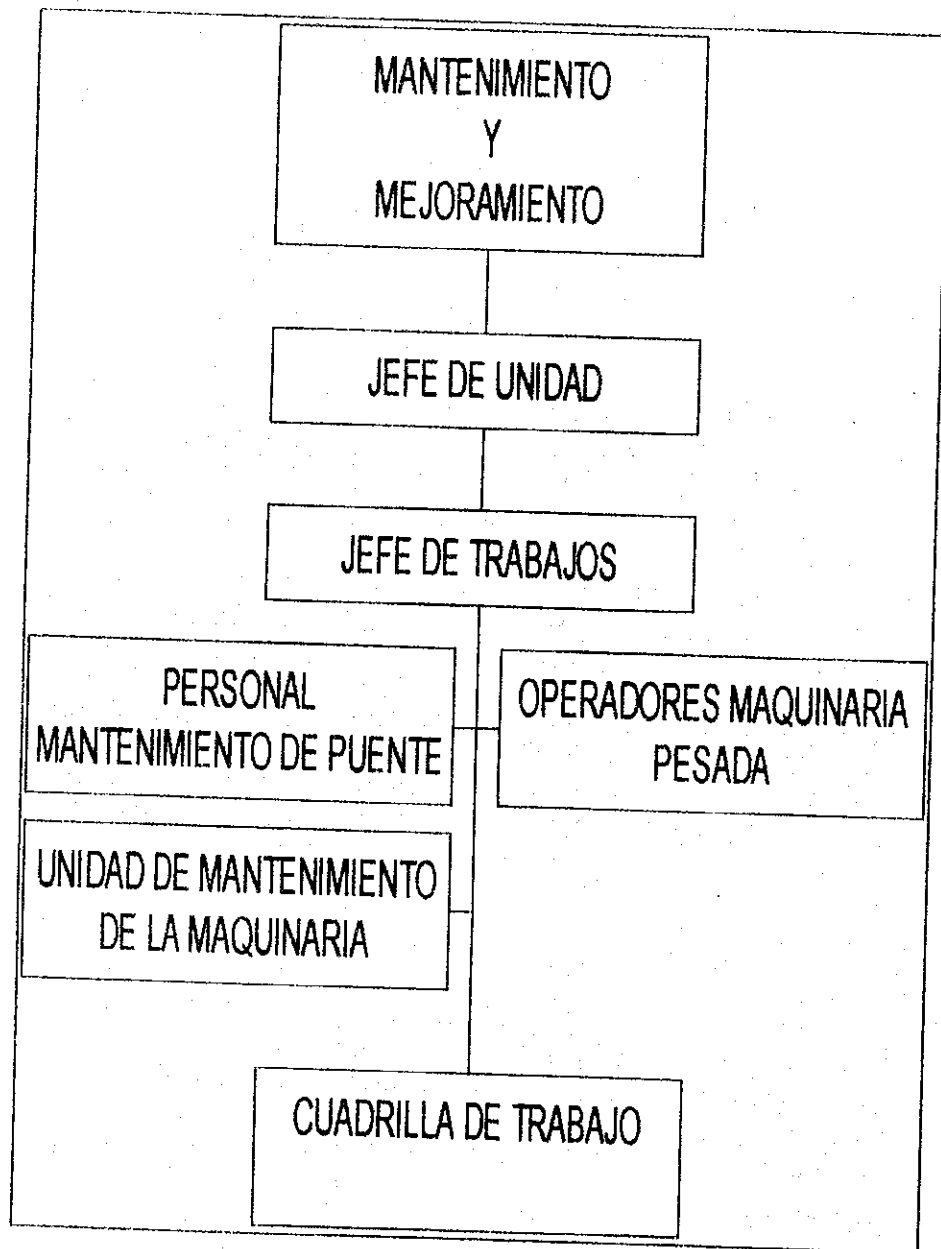 MANTENIMIENTO
Y
MEJORAMIENTO
JEFE DE UNIDAD
JEFE DE TRABAJOS
PERSONAL
MANTENIMIENTO DE PUENTE
OPERADORES MAQUINARIA
PESADA
UNIDAD DE MANTENIMIENTO
DE LA MAQUINARIA
CUADRILLA DE TRABAJO